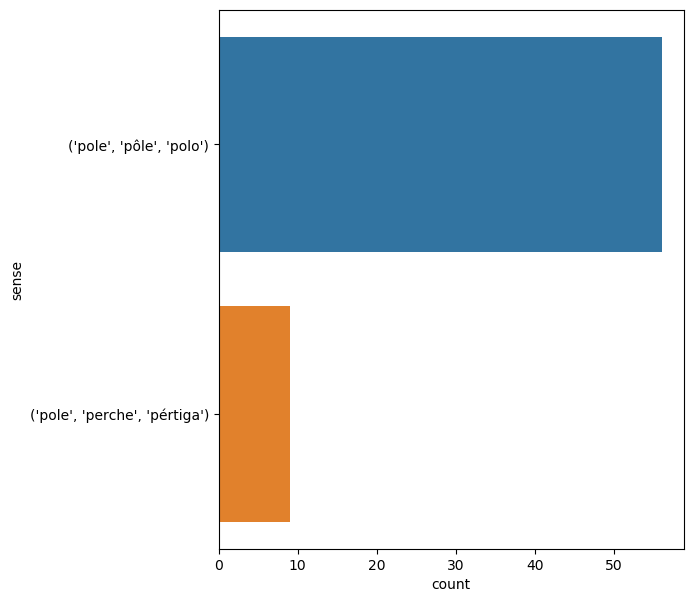 ('pole', 'pôle', 'polo')
('pole', 'perche', 'pértiga')
sense
0 10 20 30 40 50
count